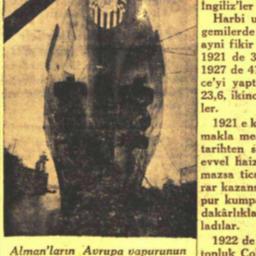 Alman'ların Avrupa vapurunun
İngiliz'ler
Harbi u
gemilerde
ayni fikir
1921 de 3
1927 de 4
ce'yi yapt
23,6, ikinc
ler.
1921 e k
makla me
tarihten s
evvel haiz
mazsa tica
rar kazans
pur kumpa
dakârlıkla
ladılar.
1922 de
tonluk Co